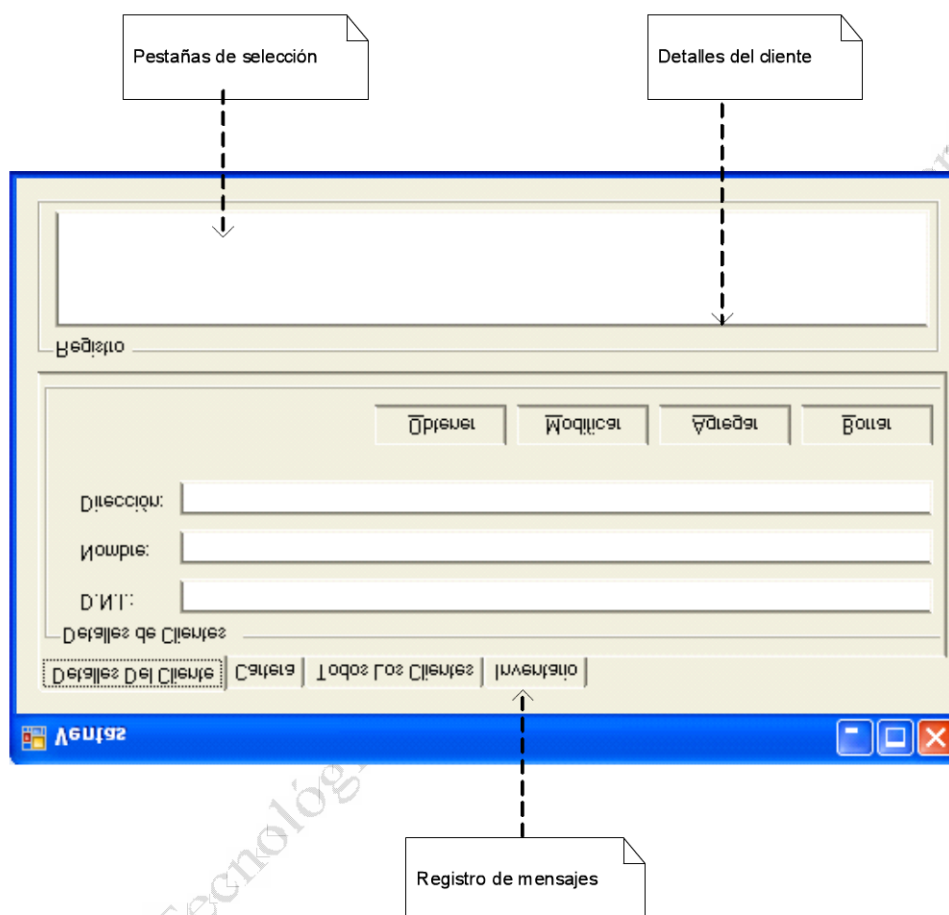 Pestañas de selección
Detalles del cliente
Registro
Obtener Modificar Agregar Borrar
Dirección:
Nombre:
D.N.I.:
Detalles de Clientes
Detalles Del Cliente Cartera Todos Los Clientes Inventario
Ventas
Registro de mensajes